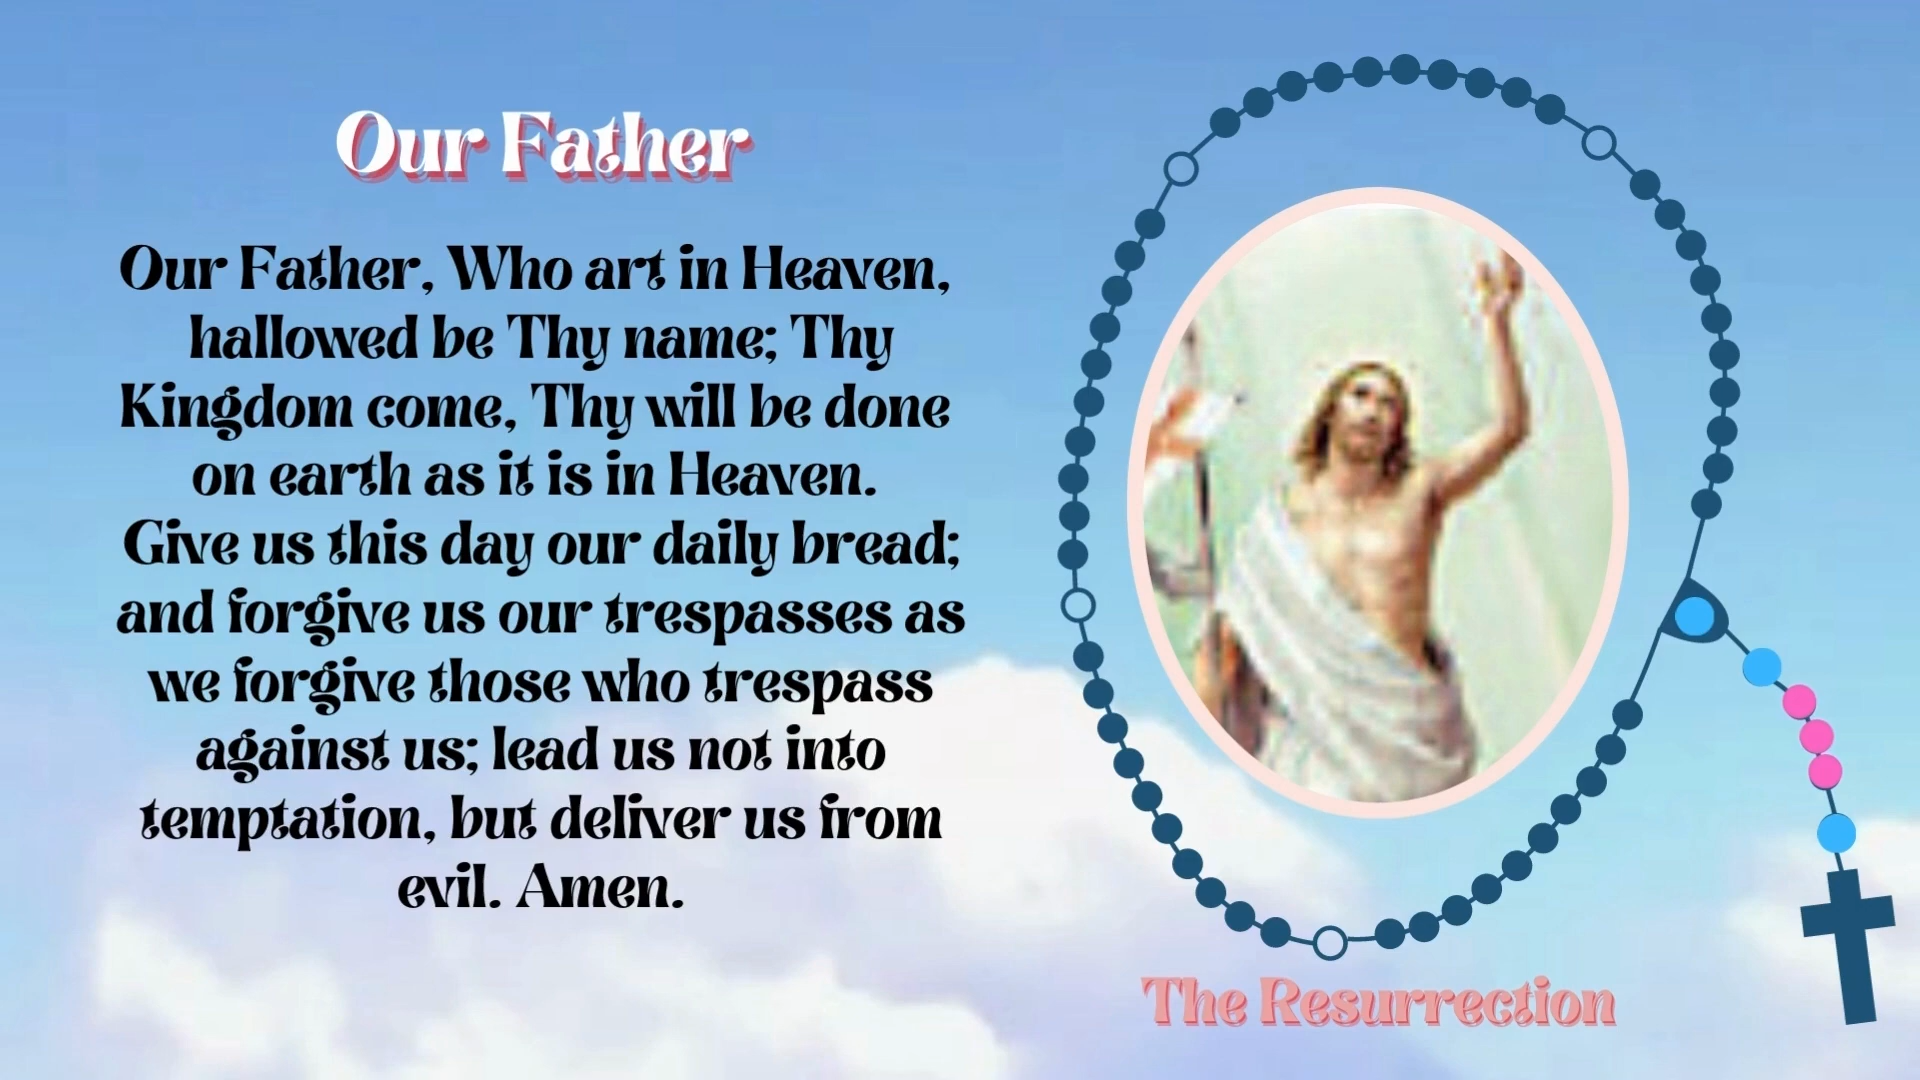 Our Father
Our Father, Who art in Heaven,
hallowed be Thy name; Thy
Kingdom come, Thy will be done
on earth as it is in Heaven.
Give us this day our daily bread;
and forgive us our trespasses as
we forgive those who trespass
against us; lead us not into
temptation, but deliver us from
evil. Amen.
The Resurrection